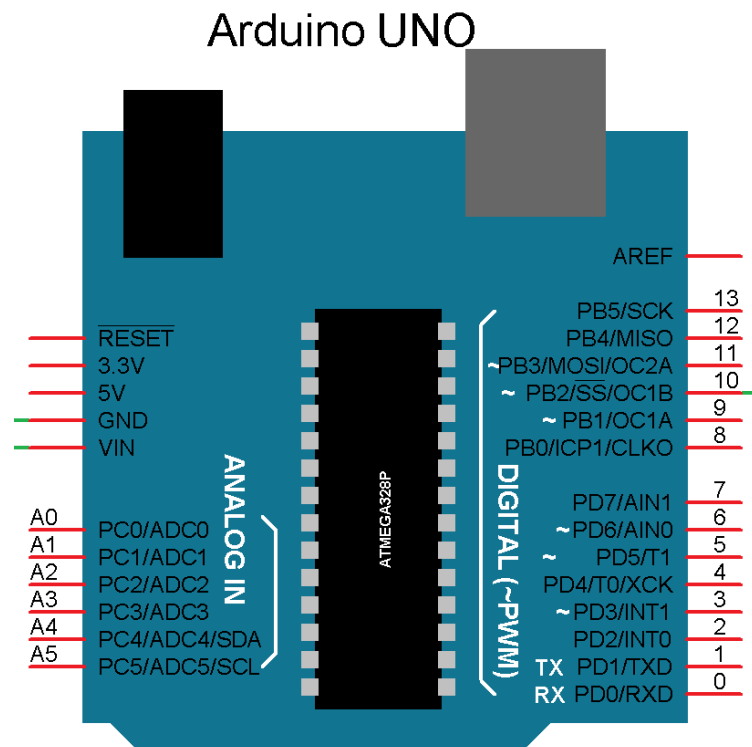 Arduino UNO
AREF
PB5/SCK 13
RESET
PB4/MISO 12
3.3V
~PB3/MOSI/OC2A 11
5V
~ PB2/SS/OC1B 10
GND
~PB1/OC1A 9
VIN
PB0/ICP1/CLKO 8
ANALOG IN
ATMEGA328P
DIGITAL (~PWM)
PD7/AIN1 7
A0 PC0/ADC0
~PD6/AIN0 6
A1 PC1/ADC1
~ PD5/T1 5
A2 PC2/ADC2
PD4/T0/XCK 4
A3 PC3/ADC3
~PD3/INT1 3
A4 PC4/ADC4/SDA
PD2/INT0 2
A5 PC5/ADC5/SCL
TX PD1/TXD 1
RX PD0/RXD 0